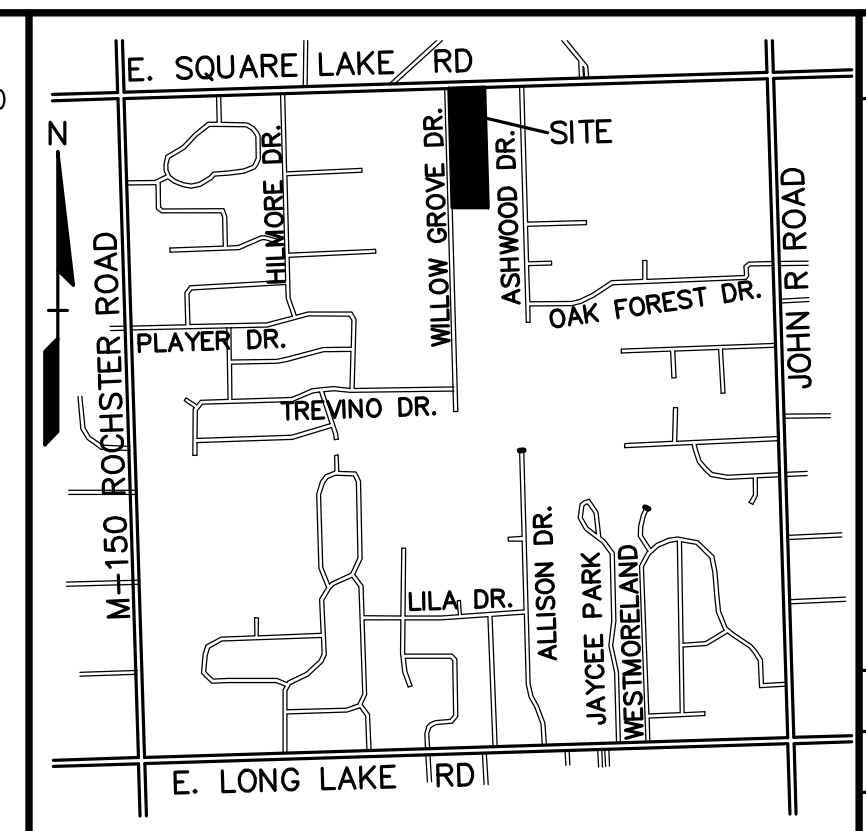 E. SQUARE LAKE RD
N
SITE
HILMORE DR.
WILLOW GROVE DR.
ASHWOOD DR.
M-150 ROCHSTER ROAD
JOHN R ROAD
OAK FOREST DR.
PLAYER DR.
TREVINO DR.
ALLISON DR.
LILA DR.
JAYCEE PARK
WESTMORELAND
E. LONG LAKE RD